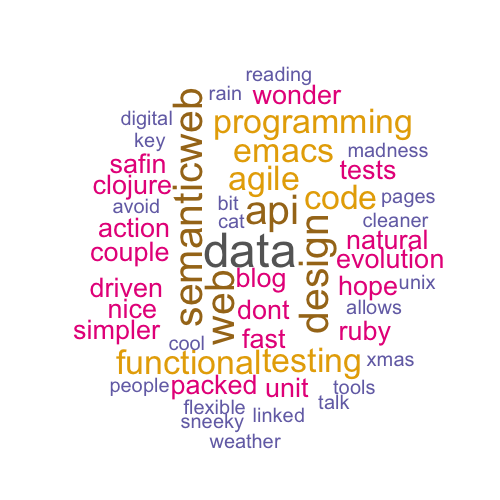 reading
rain
wonder
digital
programming
key
emacs
madness
safin
agile
tests
clojure
semanticweb
bit
api
code
pages
avoid
cat
cleaner
action
natural
couple
data
design
evolution
driven
web
blog
hope
unix
nice
dont
allows
simpler
fast
ruby
cool
functional
testing
xmas
people
packed
unit
tools
flexible
talk
sneeky
linked
weather